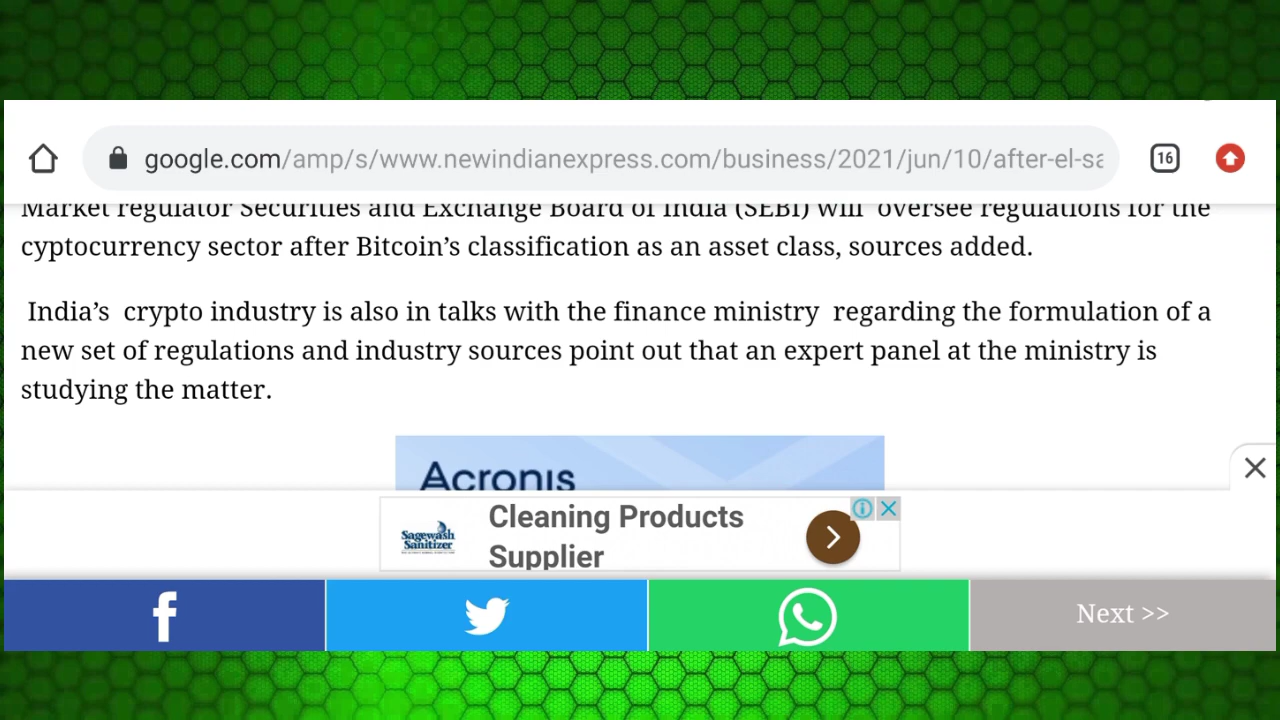 google.com/amp/s/www.newindianexpress.com/business/2021/jun/10/after-el-sa
16
Market regulator Securities and Exchange Board of India (SEBI) will oversee regulations for the
cyptocurrency sector after Bitcoin’s classification as an asset class, sources added.
India’s crypto industry is also in talks with the finance ministry regarding the formulation of a
new set of regulations and industry sources point out that an expert panel at the ministry is
studying the matter.
Acronis
Sagewash
Sanitizer
Cleaning Products
Supplier
Next >>